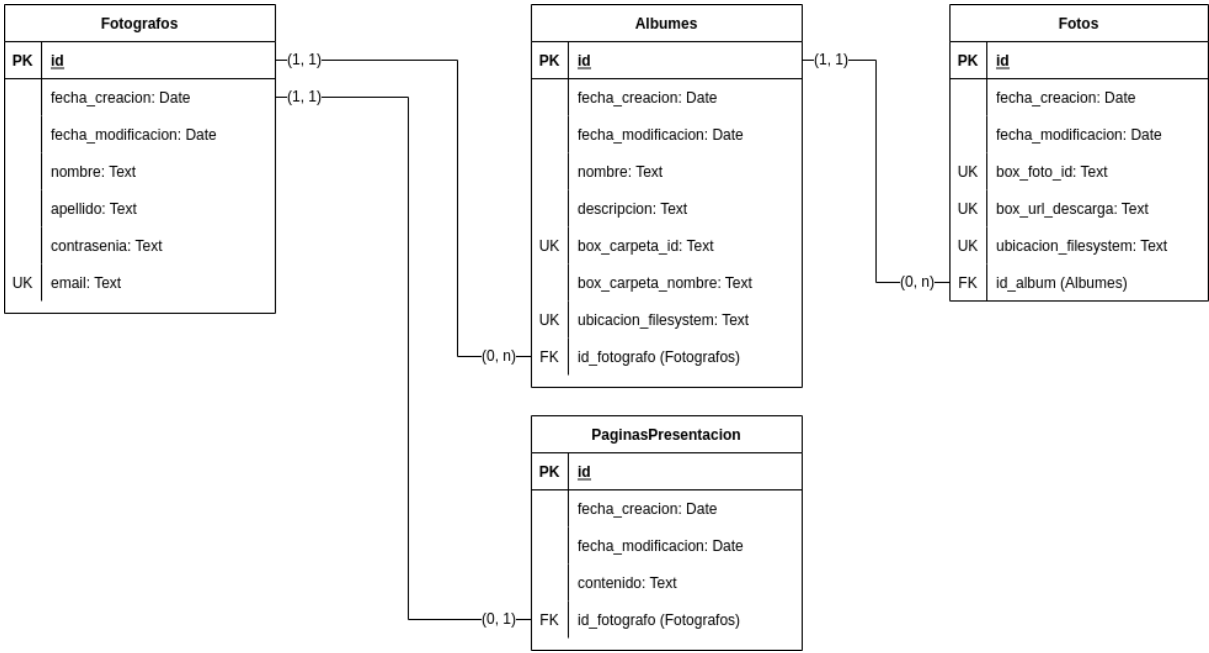 Fotografos
PK id
fecha_creacion: Date
fecha_modificacion: Date
nombre: Text
apellido: Text
contrasenia: Text
UK email: Text
(1, 1)
(1, 1)
(0, n)
(0, 1)
Albumes
PK id
fecha_creacion: Date
fecha_modificacion: Date
nombre: Text
descripcion: Text
UK box_carpeta_id: Text
box_carpeta_nombre: Text
UK ubicacion_filesystem: Text
FK id_fotografo (Fotografos)
(1, 1)
(0, n)
Fotos
PK id
fecha_creacion: Date
fecha_modificacion: Date
UK box_foto_id: Text
UK box_url_descarga: Text
UK ubicacion_filesystem: Text
FK id_album (Albumes)
PaginasPresentacion
PK id
fecha_creacion: Date
fecha_modificacion: Date
contenido: Text
FK id_fotografo (Fotografos)